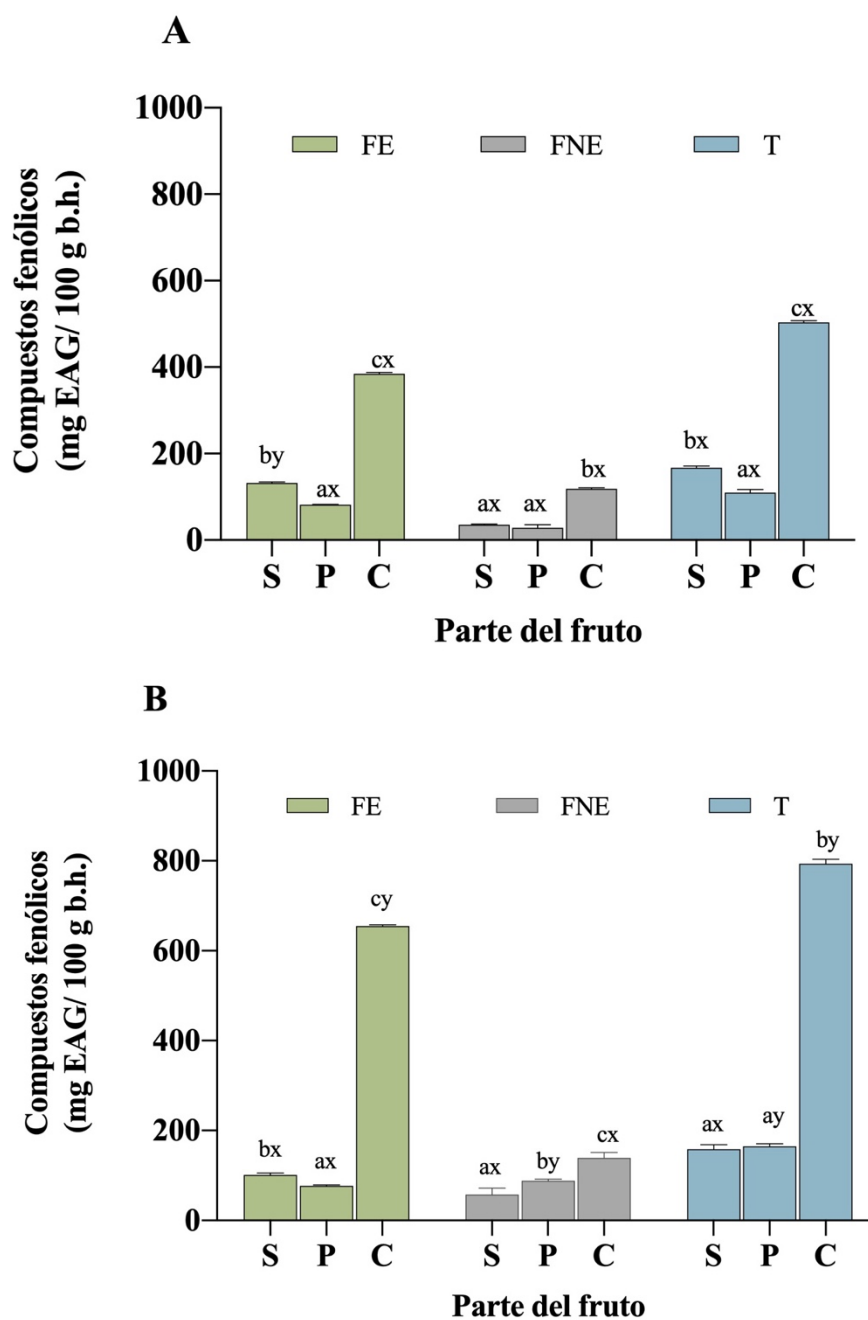 A
Compuestos fenólicos
(mg EAG/ 100 g b.h.)
1000
800
600
400
200
0
FE FNE T
by ax cx ax ax bx bx ax cx
S P C S P C S P C
Parte del fruto
B
Compuestos fenólicos
(mg EAG/ 100 g b.h.)
1000
800
600
400
200
0
FE FNE T
bx ax cy ax by cx ax ay by
S P C S P C S P C
Parte del fruto